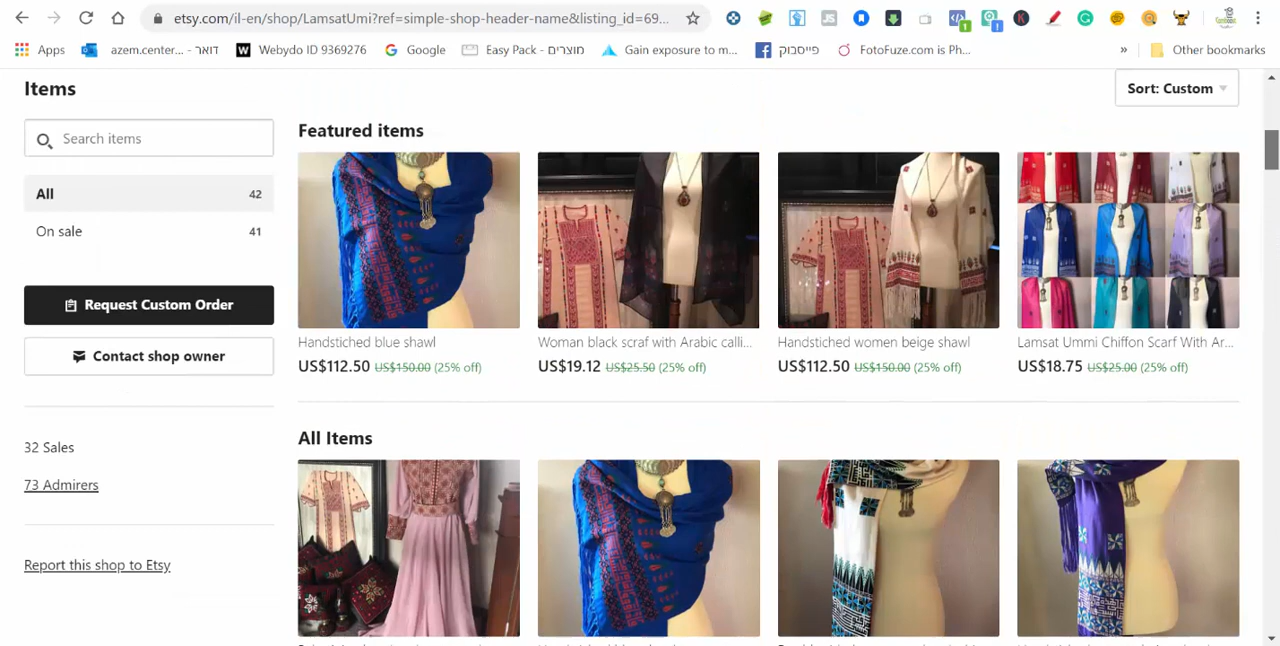 etsy.com/il-en/shop/LamsatUmi?ref=simple-shop-header-name&listing_id=69...
Apps
azem.center... - דואר
Webydo ID 9369276
Google
Easy Pack - מוצרים
Gain exposure to m...
פייסבוק
FotoFuze.com is Ph...
»
Other bookmarks
Items
Sort: Custom
Search items
All 42
On sale 41
Request Custom Order
Contact shop owner
32 Sales
73 Admirers
Report this shop to Etsy
Featured items
Handstiched blue shawl
US$112.50 US$150.00 (25% off)
Woman black scraf with Arabic calli...
US$19.12 US$25.50 (25% off)
Handstiched women beige shawl
US$112.50 US$150.00 (25% off)
Lamsat Ummi Chiffon Scarf With Ar...
US$18.75 US$25.00 (25% off)
All Items